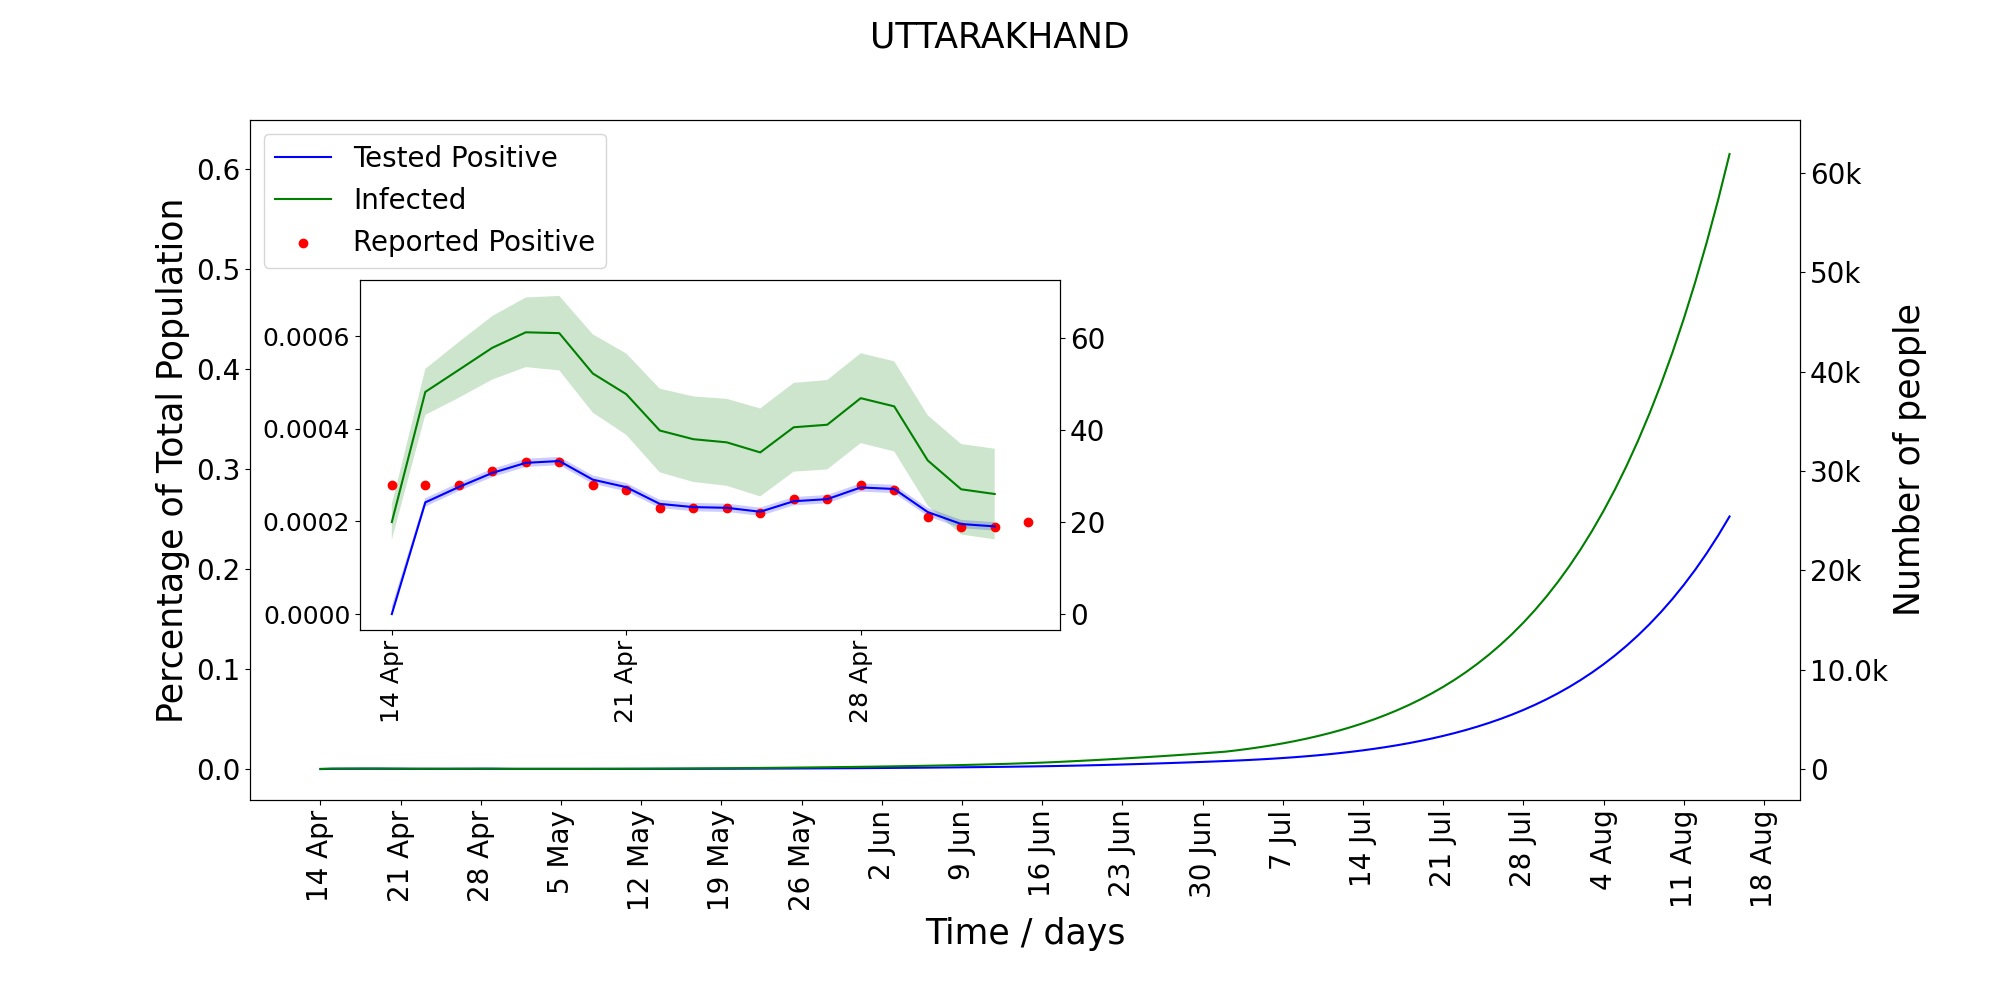 UTTARAKHAND
Tested Positive
Infected
Reported Positive
Percentage of Total Population
0.6
0.5
0.4
0.3
0.2
0.1
0.0
0.0006
0.0004
0.0002
0.0000
60
40
20
0
14 Apr
21 Apr
28 Apr
60k
50k
40k
30k
20k
10.0k
0
Number of people
14 Apr
21 Apr
28 Apr
5 May
12 May
19 May
26 May
2 Jun
9 Jun
16 Jun
23 Jun
30 Jun
7 Jul
14 Jul
21 Jul
28 Jul
4 Aug
11 Aug
18 Aug
Time / days